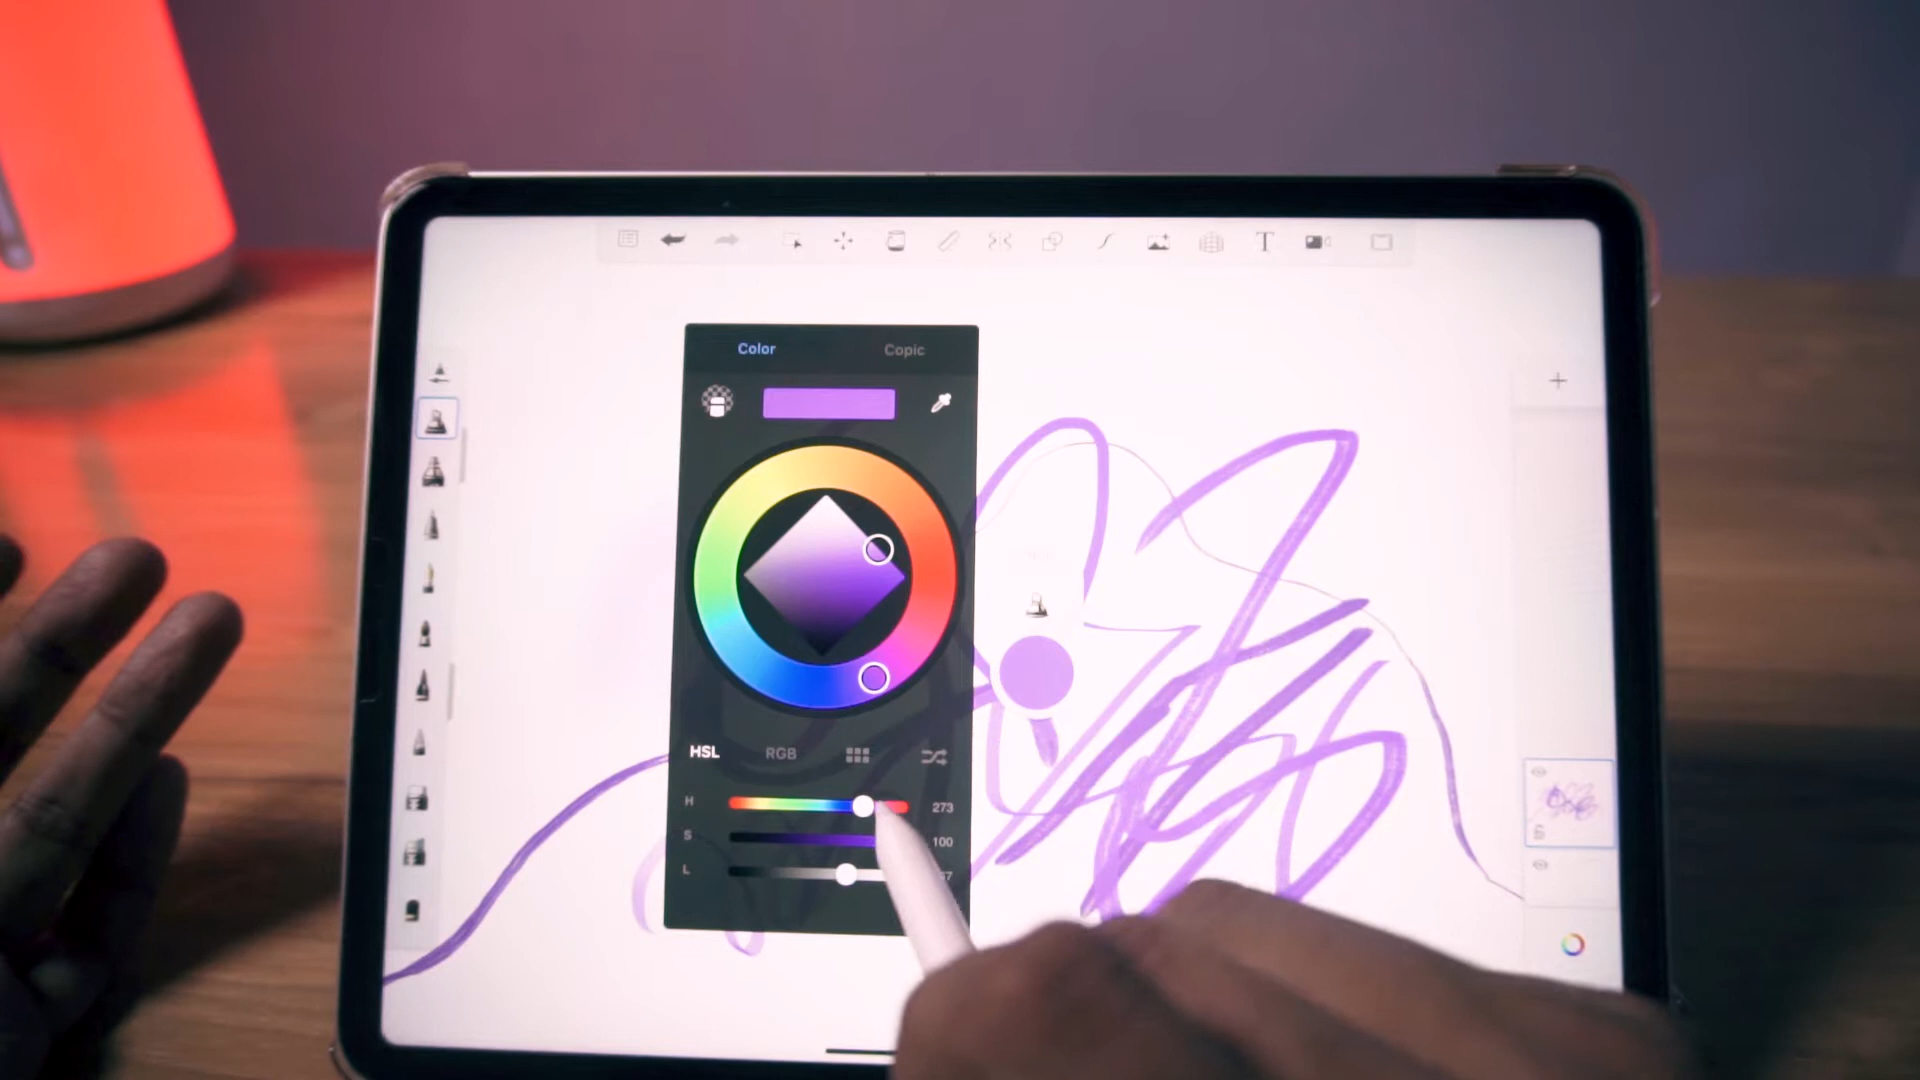 T
Color Copic
HSL RGB
H 273
S 100
L